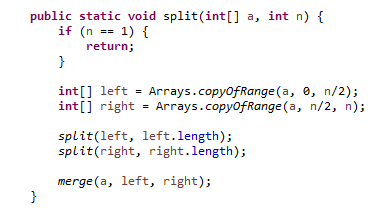 public static void split(int[] a, int n) {
    if (n == 1) {
        return;
    }

    int[] left = Arrays.copyOfRange(a, 0, n/2);
    int[] right = Arrays.copyOfRange(a, n/2, n);

    split(left, left.length);
    split(right, right.length);

    merge(a, left, right);
}